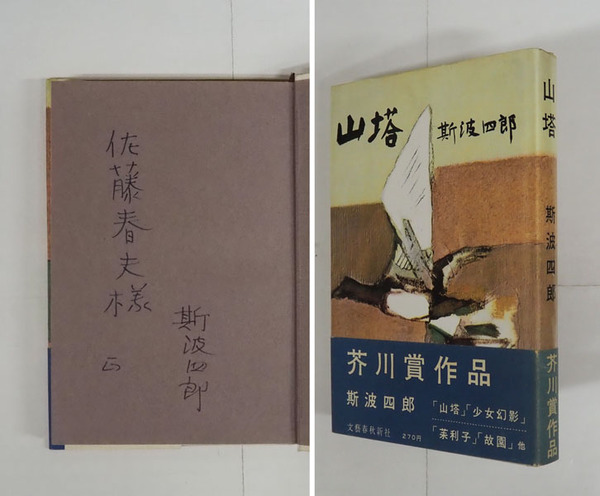 佐藤春夫様
斯波四郎
山塔 斯波四郎
芥川賞作品
斯波四郎
「山塔」「少女幻影」
「茉利子」「故園」他
文藝春秋新社
270円
山塔
斯波四郎
芥川賞作品